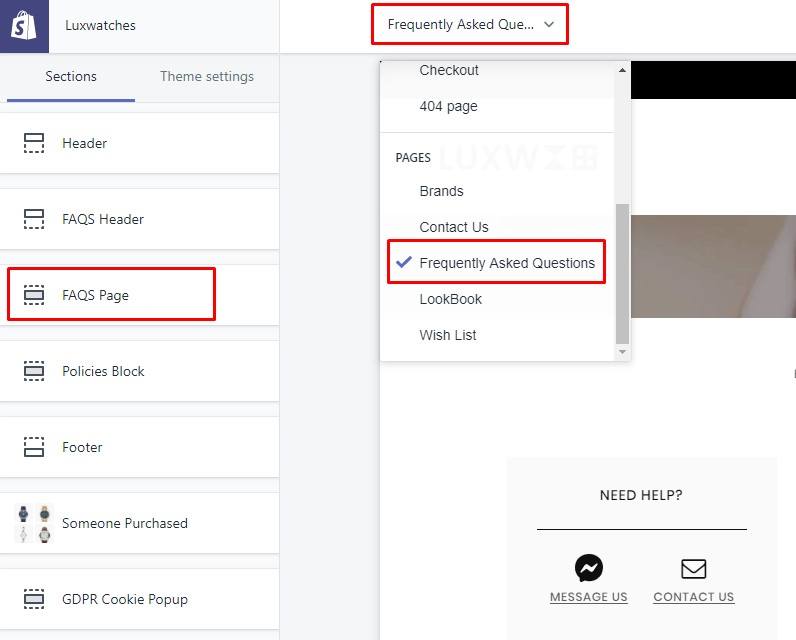 Luxwatches
Frequently Asked Que...
Sections
Theme settings
Header
FAQS Header
FAQS Page
Policies Block
Footer
Someone Purchased
GDPR Cookie Popup
Checkout
404 page
PAGES
Brands
Contact Us
Frequently Asked Questions
LookBook
Wish List
NEED HELP?
MESSAGE US
CONTACT US